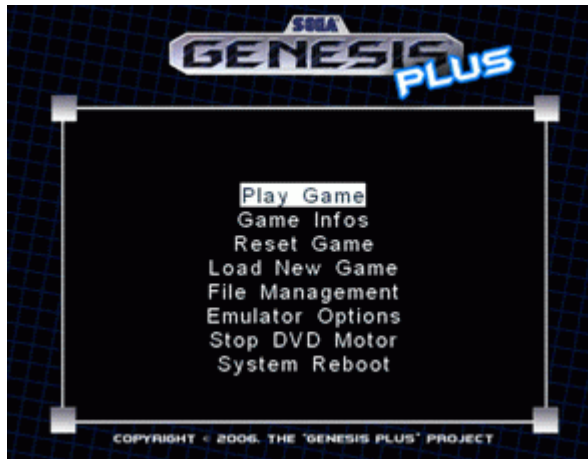 SEGA
GENESIS
PLUS
Play Game
Game Infos
Reset Game
Load New Game
File Management
Emulator Options
Stop DVD Motor
System Reboot
COPYRIGHT © 2006. THE "GENESIS PLUS" PROJECT